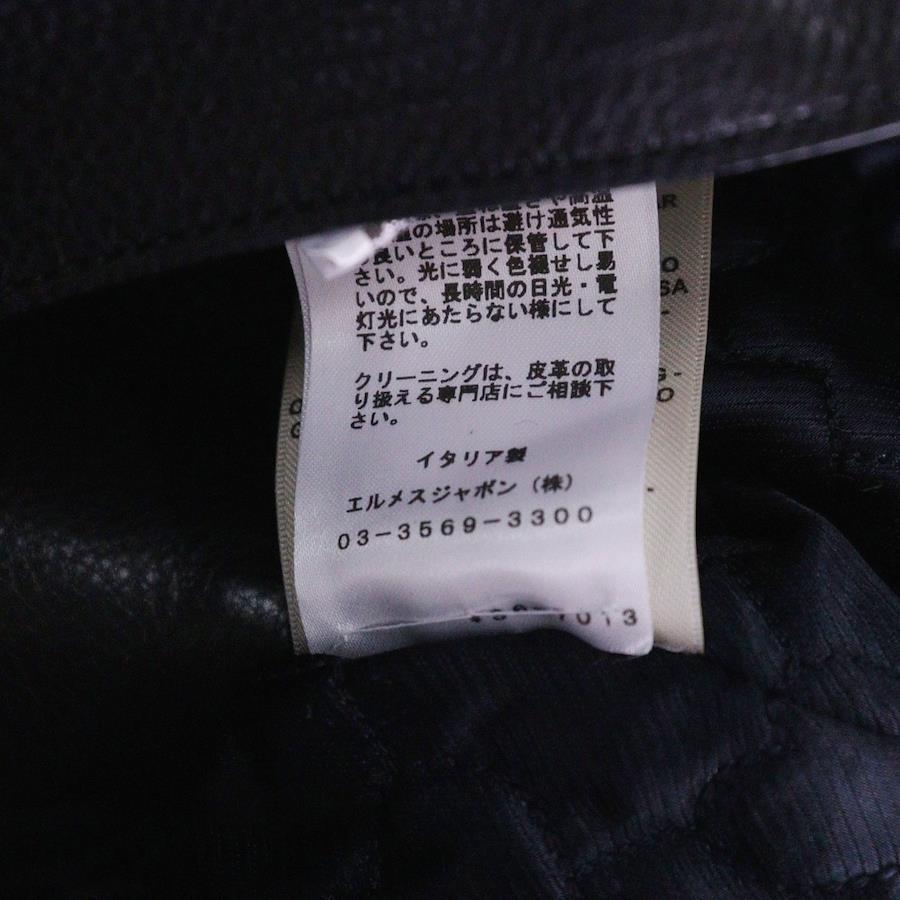 の場所は避け通気性
良いところに保管して下
さい。光に弱く色褪せし易
いので、長時間の日光・電
灯光にあたらない様にして
下さい。
クリーニングは、皮革の取
り扱える専門店にご相談下
さい。
イタリア製
エルメスジャポン（株）
03-3569-3300
7013